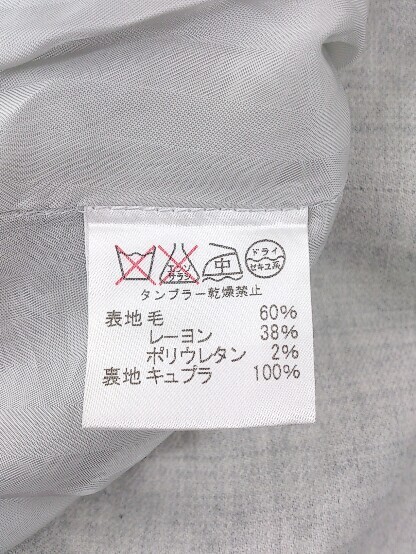 エンソ
サラシ
中
ドライ
セキユ系
タンブラー乾燥禁止
表地 毛 60%
レーヨン 38%
ポリウレタン 2%
裏地 キュプラ 100%